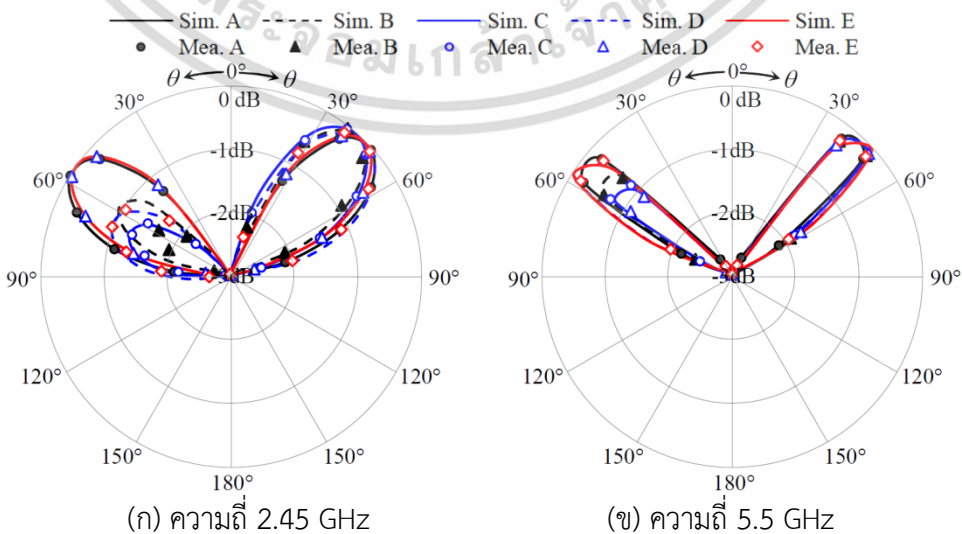 Sim. A Sim. B Sim. C Sim. D Sim. E
Mea. A Mea. B Mea. C Mea. D Mea. E
θ 0° θ θ 0° θ
30° 0 dB 30° 30° 0 dB 30°
-1dB -1dB
60° 60° 60° 60°
-2dB -2dB
90° -3dB 90° 90° -3dB 90°
120° 120° 120° 120°
150° 150° 150° 150°
180° 180°
(ก) ความถี่ 2.45 GHz (ข) ความถี่ 5.5 GHz